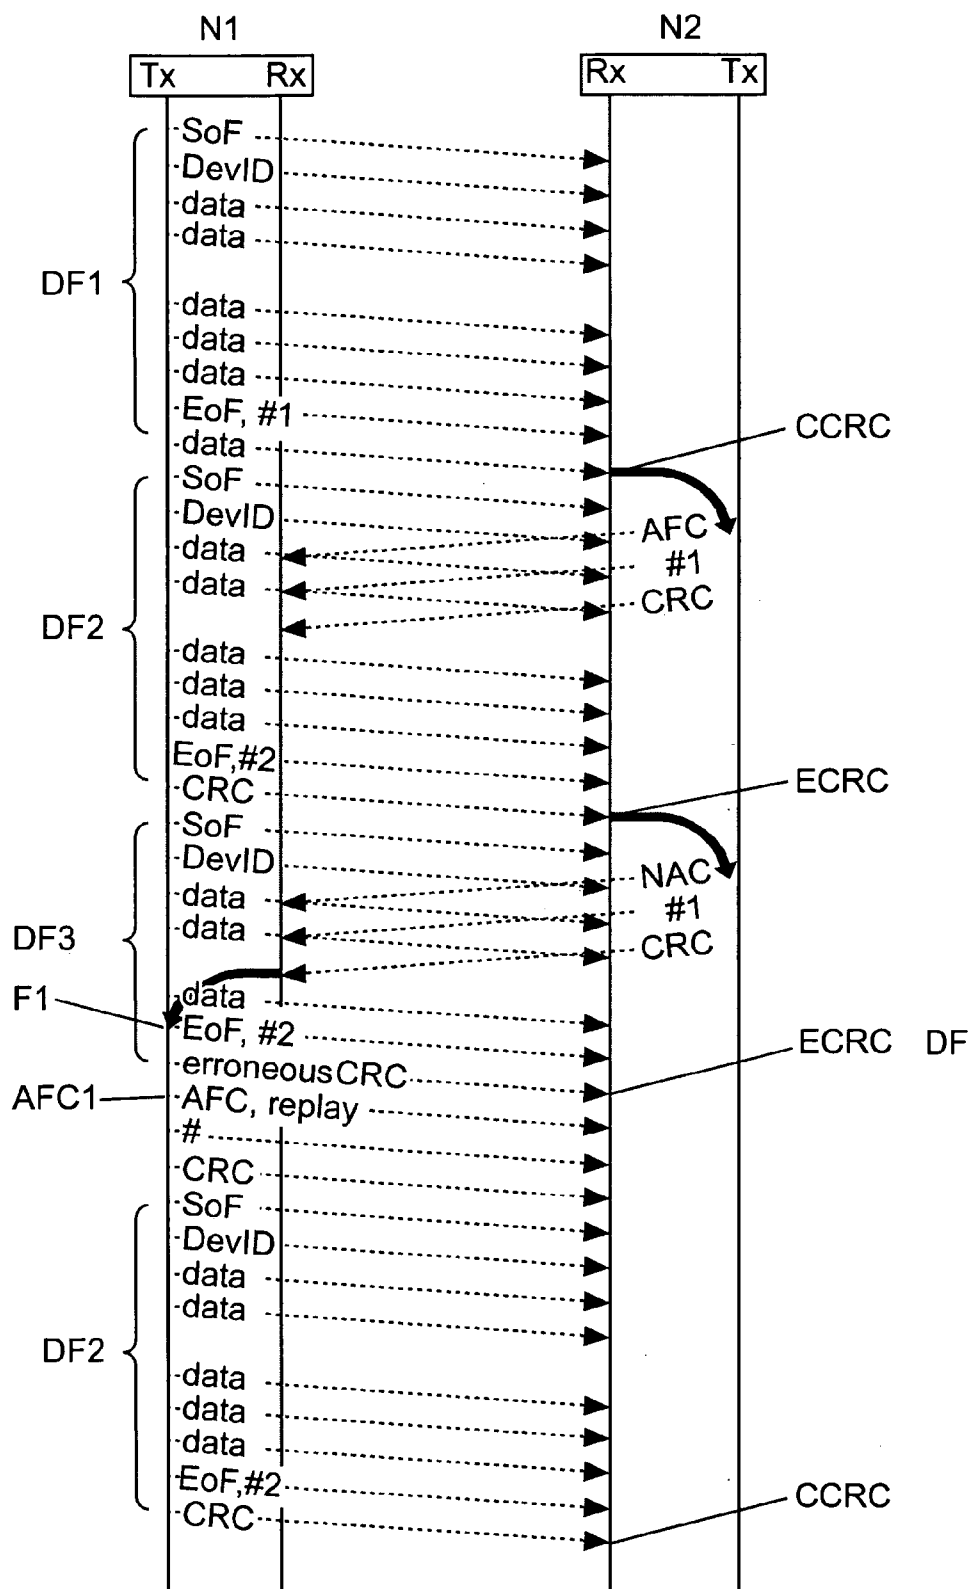 N1 N2
Tx Rx Rx Tx
SoF
DevID
data
data
DF1
data
data
data
EoF, #1
CCRC
data
SoF
DevID
AFC
data
#1
data
CRC
DF2
data
data
data
EoF,#2
ECRC
CRC
SoF
DevID
NAC
data
#1
data
DF3
CRC
F1
data
EoF, #2
ECRC DF
erroneousCRC
AFC1
AFC, replay
#
CRC
SoF
DevID
data
data
DF2
data
data
data
EoF,#2
CCRC
CRC